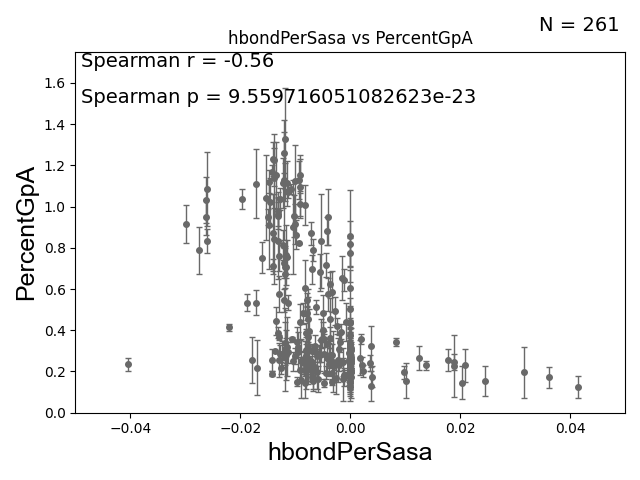 N = 261
hbondPerSasa vs PercentGpA
Spearman r = -0.56
Spearman p = 9.559716051082623e-23
PercentGpA
1.6
1.4
1.2
1.0
0.8
0.6
0.4
0.2
0.0
−0.04 −0.02 0.00 0.02 0.04
hbondPerSasa